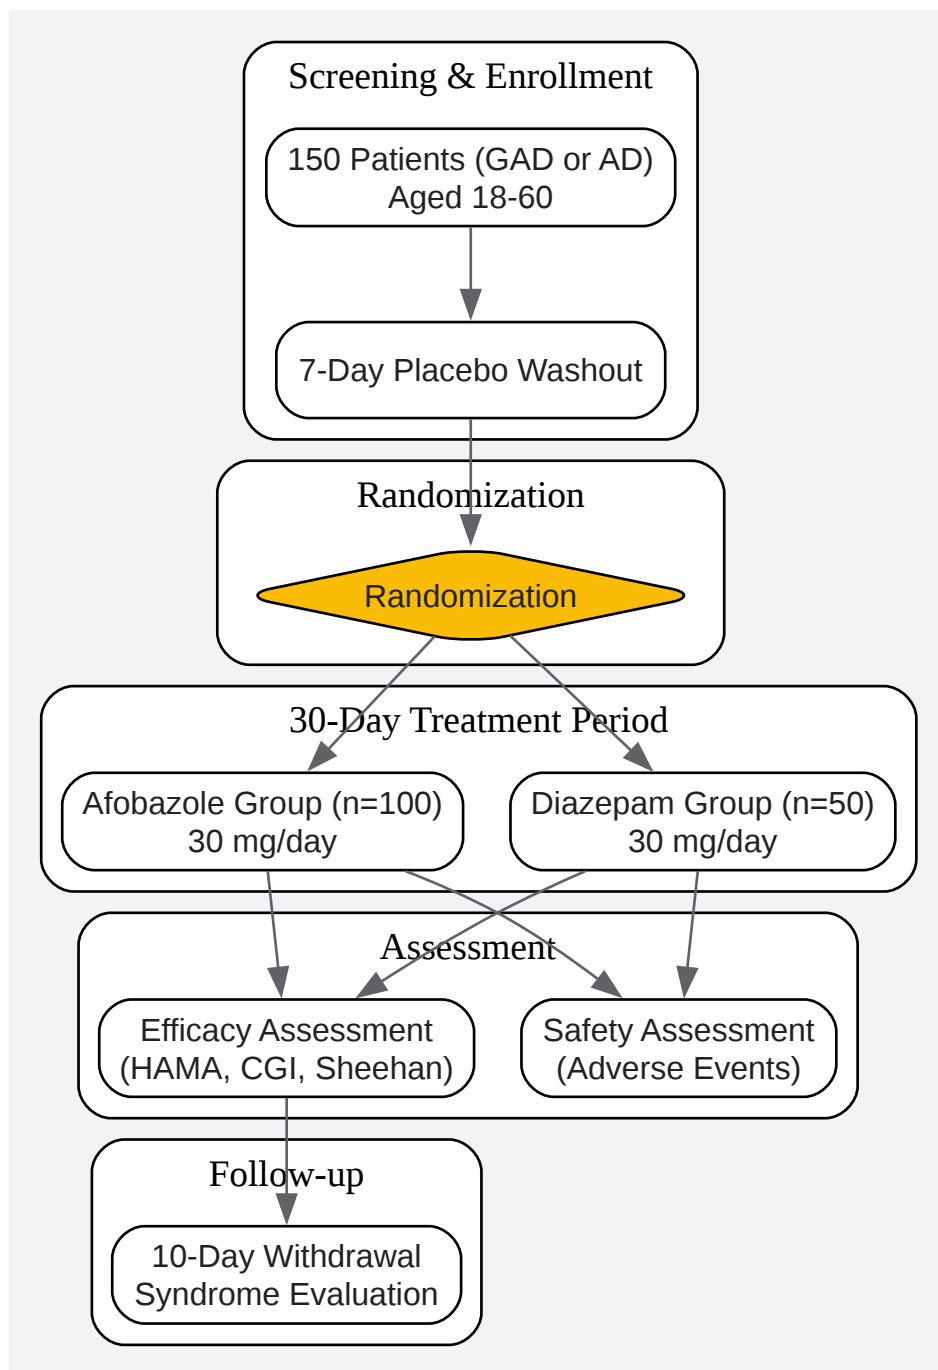 Screening & Enrollment
150 Patients (GAD or AD)
Aged 18-60
7-Day Placebo Washout
Randomization
Randomization
30-Day Treatment Period
Afobazole Group (n=100)
30 mg/day
Diazepam Group (n=50)
30 mg/day
Assessment
Efficacy Assessment
(HAMA, CGI, Sheehan)
Safety Assessment
(Adverse Events)
Follow-up
10-Day Withdrawal
Syndrome Evaluation